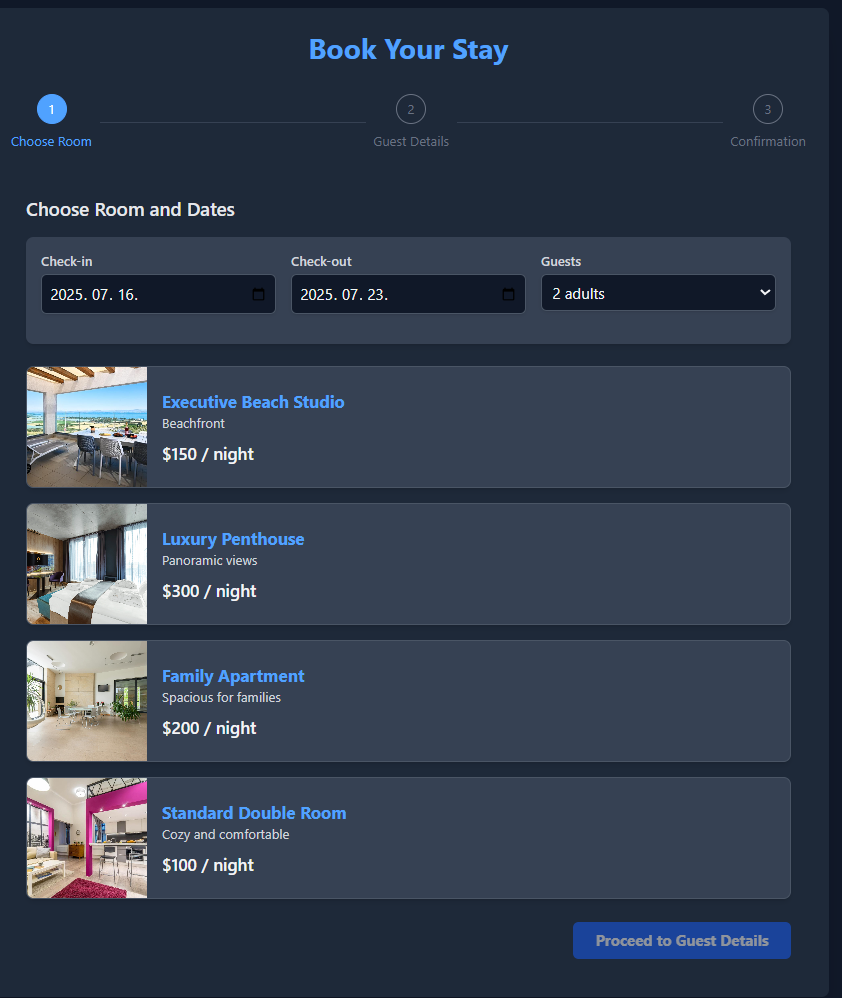 Book Your Stay
1
2
3
Choose Room
Guest Details
Confirmation
Choose Room and Dates
Check-in
Check-out
Guests
2025. 07. 16.
2025. 07. 23.
2 adults
Executive Beach Studio
Beachfront
$150 / night
Luxury Penthouse
Panoramic views
$300 / night
Family Apartment
Spacious for families
$200 / night
Standard Double Room
Cozy and comfortable
$100 / night
Proceed to Guest Details